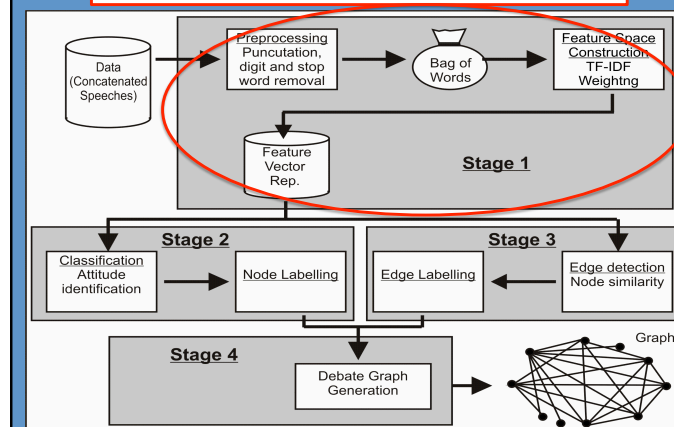 Data
(Concatenated
Speeches)
Preprocessing
Puncutation,
digit and stop
word removal
Bag of
Words
Feature Space
Construction
TF-IDF
Weightng
Feature
Vector
Rep.
Stage 1
Stage 2
Classification
Attitude
identification
Node Labelling
Stage 3
Edge Labelling
Edge detection
Node similarity
Stage 4
Debate Graph
Generation
Graph